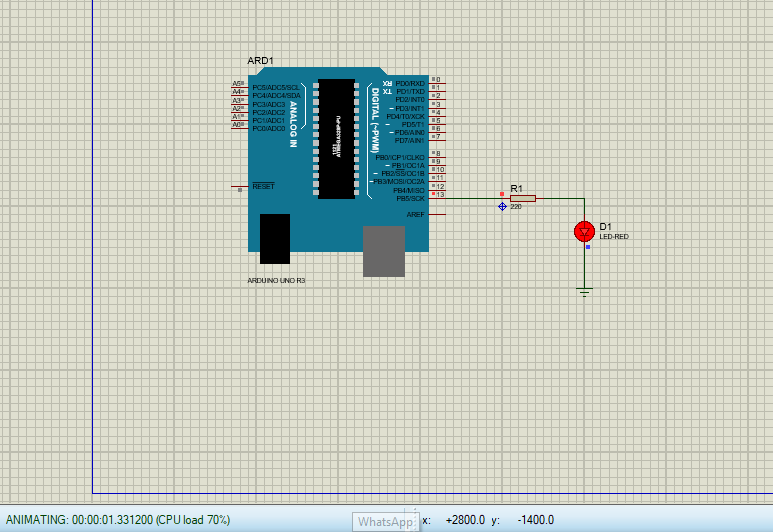 ARD1
A5
A4
A3
A2
A1
A0
PC5/ADC5/SCL
PC4/ADC4/SDA
PC3/ADC3
PC2/ADC2
PC1/ADC1
PC0/ADC0
RESET
ANALOG IN
1121
ATMEGA328P-PU
DIGITAL (~PWM)
RX
TX
PD0/RXD
PD1/TXD
PD2/INT0
~ PD3/INT1
PD4/T0/XCK
~ PD5/T1
~ PD6/AIN0
PD7/AIN1
PB0/ICP1/CLKO
~ PB1/OC1A
~ PB2/SS/OC1B
~PB3/MOSI/OC2A
PB4/MISO
PB5/SCK
AREF
0
1
2
3
4
5
6
7
8
9
10
11
12
13
R1
220
D1
LED-RED
ARDUINO UNO R3
ANIMATING: 00:00:01.331200 (CPU load 70%)
WhatsApp
x: +2800.0 y: -1400.0